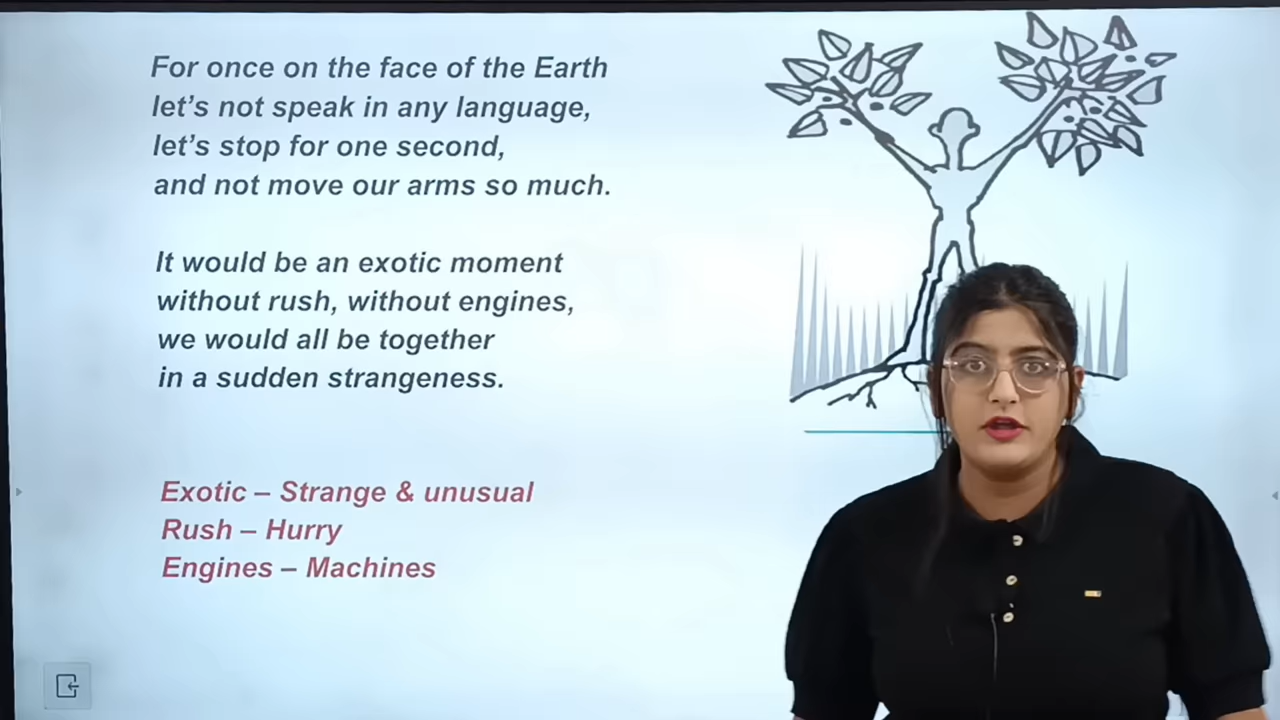 For once on the face of the Earth
let's not speak in any language,
let's stop for one second,
and not move our arms so much.
It would be an exotic moment
without rush, without engines,
we would all be together
in a sudden strangeness.
Exotic – Strange & unusual
Rush – Hurry
Engines – Machines